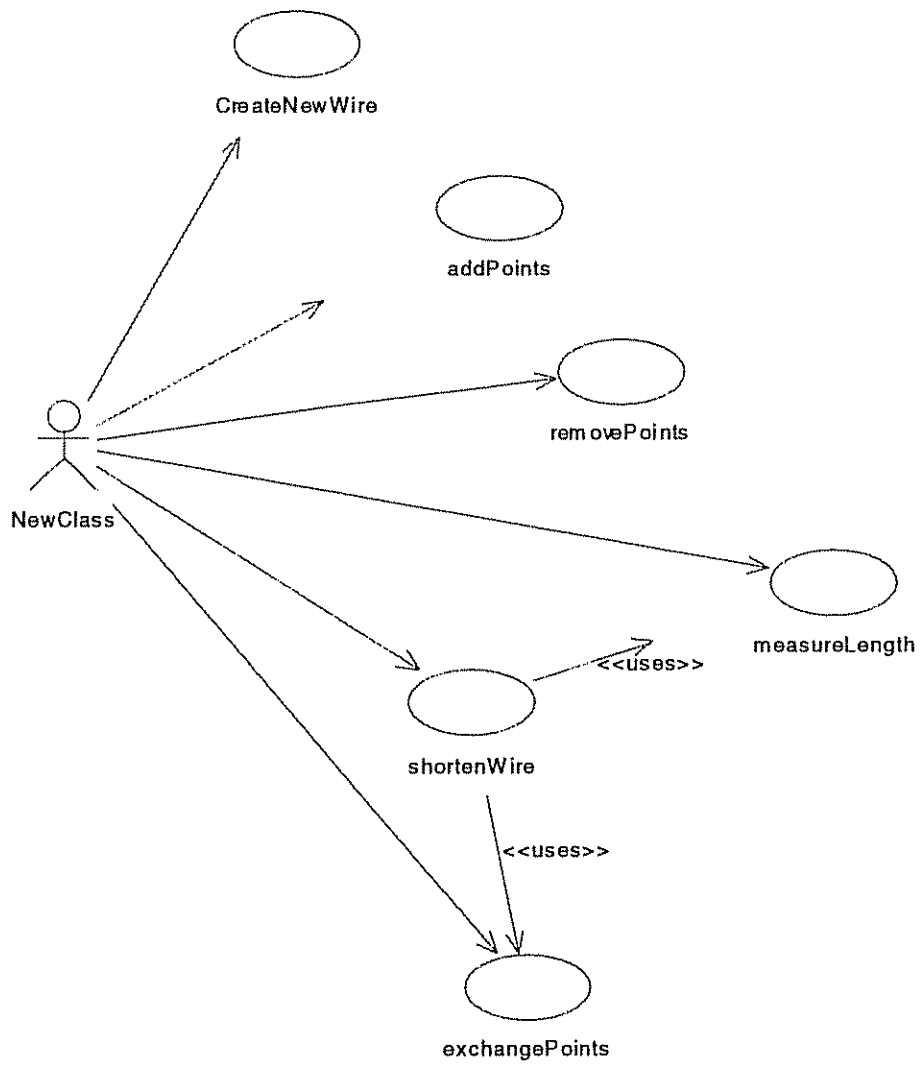 CreateNewWire
addPoints
removePoints
NewClass
measureLength
<<uses>>
shortenWire
<<uses>>
exchangePoints